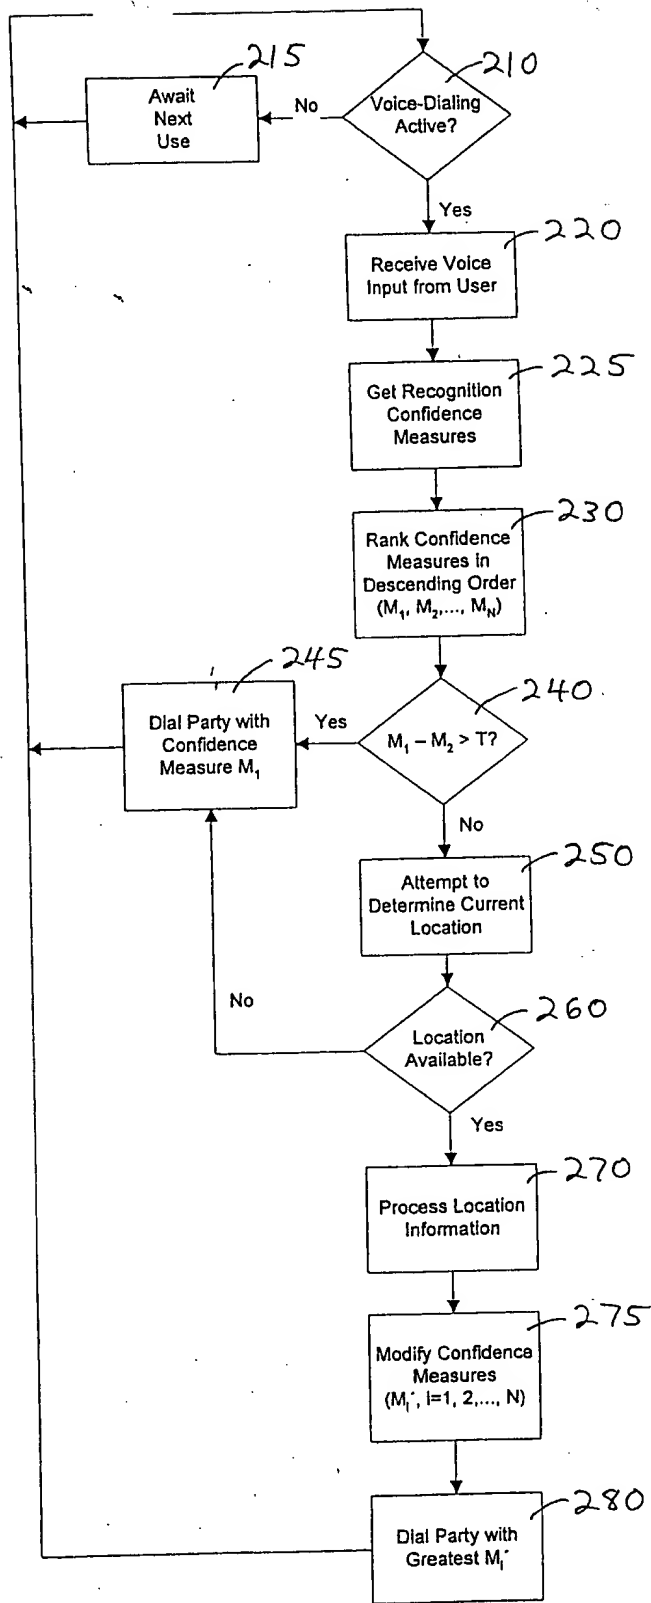 215
210
Await
Next
Use
No
Voice-Dialing
Active?
Yes
220
Receive Voice
Input from User
225
Get Recognition
Confidence
Measures
230
Rank Confidence
Measures in
Descending Order
(M₁, M₂,..., M_N)
245
240
Dial Party with
Confidence
Measure M₁
Yes
M₁ – M₂ > T?
No
250
Attempt to
Determine Current
Location
No
260
Location
Available?
Yes
270
Process Location
Information
275
Modify Confidence
Measures
(Mᵢ', i=1, 2,..., N)
280
Dial Party with
Greatest Mᵢ'